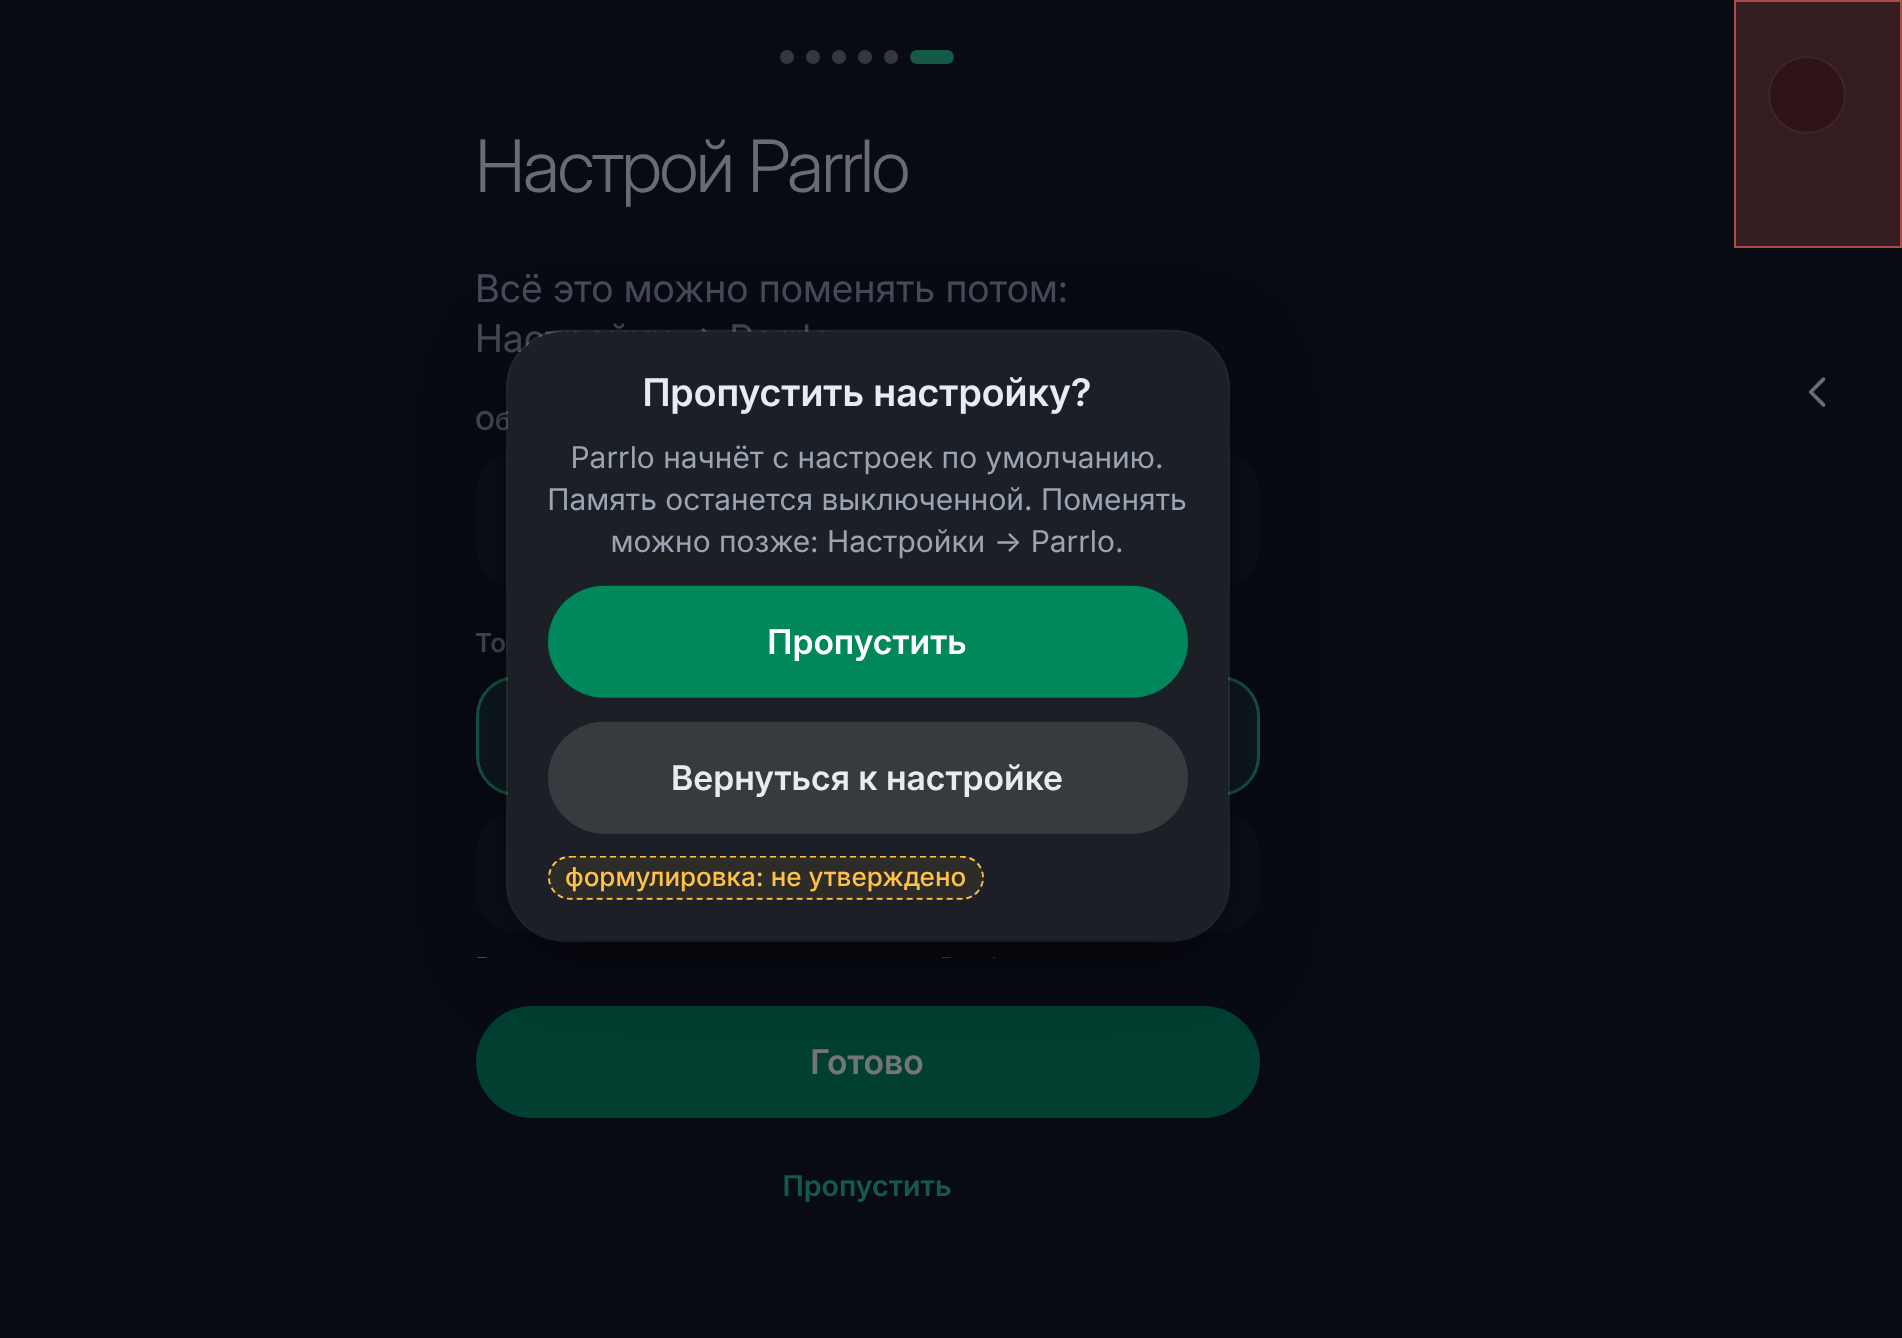 Настрой Parrlo
Всё это можно поменять потом:
Пропустить настройку?
Parrlo начнёт с настроек по умолчанию.
Память останется выключенной. Поменять
можно позже: Настройки → Parrlo.
Пропустить
Вернуться к настройке
формулировка: не утверждено
Готово
Пропустить